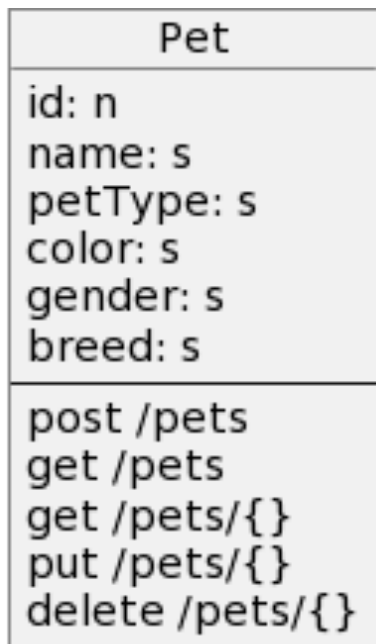 Pet
id: n
name: s
petType: s
color: s
gender: s
breed: s
post /pets
get /pets
get /pets/{}
put /pets/{}
delete /pets/{}